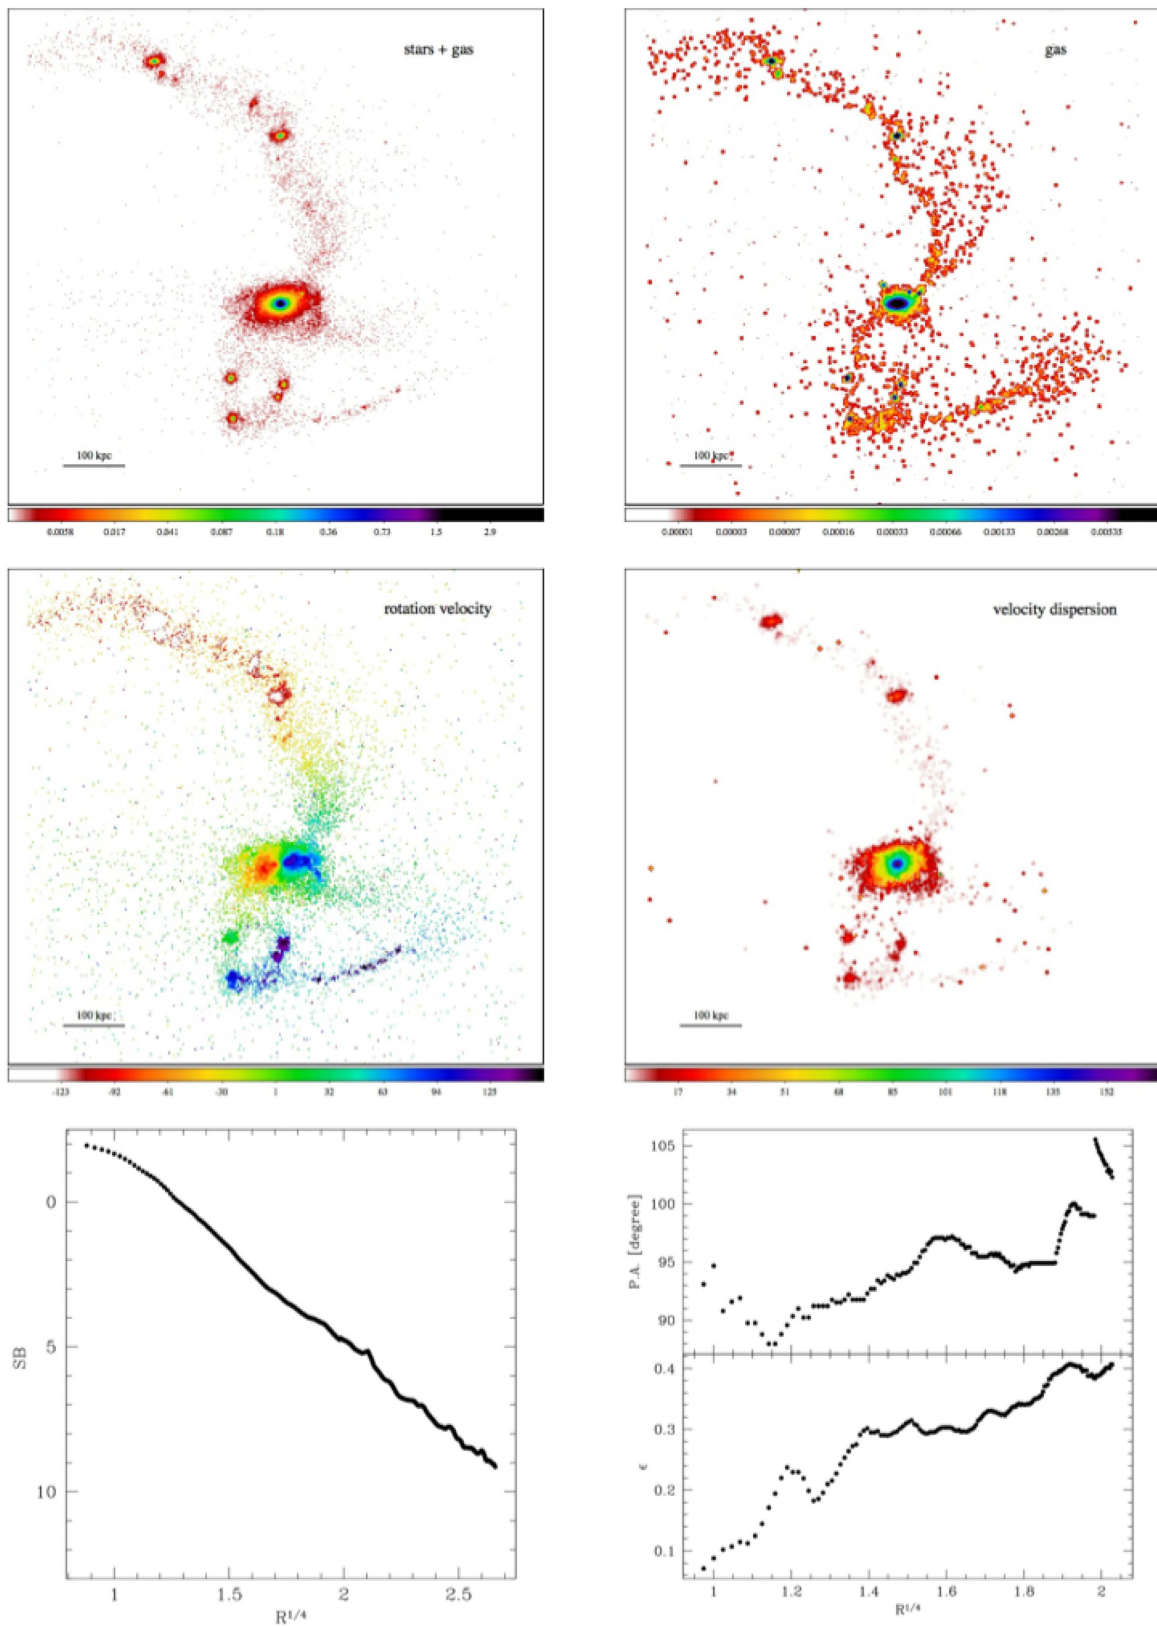 stars + gas
100 kpc
0.0058 0.017 0.041 0.087 0.18 0.36 0.73 1.5 2.9
gas
100 kpc
0.00001 0.00003 0.00007 0.00016 0.00033 0.00066 0.00133 0.00268 0.00535
rotation velocity
100 kpc
-123 -92 -61 -30 1 32 63 94 125
velocity dispersion
100 kpc
17 34 51 68 85 101 118 135 152
SB
0
5
10
1 1.5 2 2.5
R1/4
P.A. [degree]
105
100
95
90
ϵ
0.4
0.3
0.2
0.1
1 1.2 1.4 1.6 1.8 2
R1/4